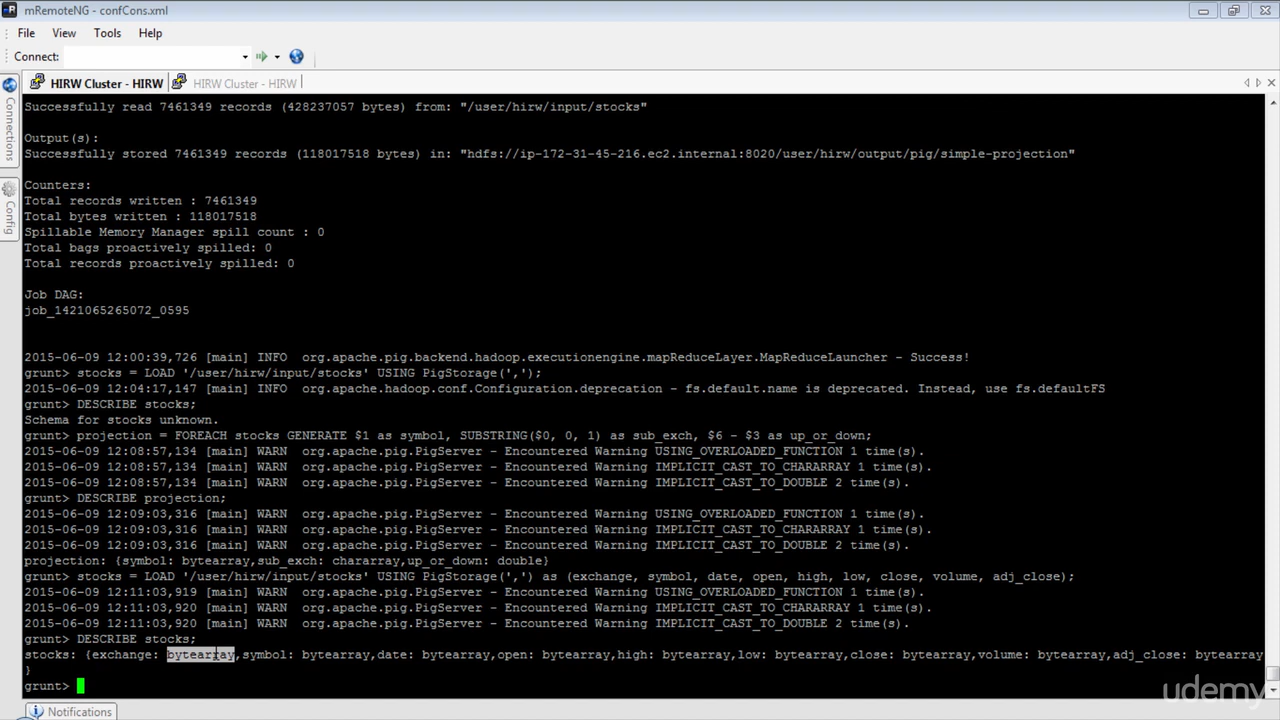 mRemoteNG - confCons.xml
File View Tools Help
Connect:
HIRW Cluster - HIRW HIRW Cluster - HIRW
Connections
Config
Successfully read 7461349 records (428237057 bytes) from: "/user/hirw/input/stocks"
Output(s):
Successfully stored 7461349 records (118017518 bytes) in: "hdfs://ip-172-31-45-216.ec2.internal:8020/user/hirw/output/pig/simple-projection"
Counters:
Total records written : 7461349
Total bytes written : 118017518
Spillable Memory Manager spill count : 0
Total bags proactively spilled: 0
Total records proactively spilled: 0
Job DAG:
job_1421065265072_0595
2015-06-09 12:00:39,726 [main] INFO  org.apache.pig.backend.hadoop.executionengine.mapReduceLayer.MapReduceLauncher - Success!
grunt> stocks = LOAD '/user/hirw/input/stocks' USING PigStorage(',');
2015-06-09 12:04:17,147 [main] INFO  org.apache.hadoop.conf.Configuration.deprecation - fs.default.name is deprecated. Instead, use fs.defaultFS
grunt> DESCRIBE stocks;
Schema for stocks unknown.
grunt> projection = FOREACH stocks GENERATE $1 as symbol, SUBSTRING($0, 0, 1) as sub_exch, $6 - $3 as up_or_down;
2015-06-09 12:08:57,134 [main] WARN  org.apache.pig.PigServer - Encountered Warning USING_OVERLOADED_FUNCTION 1 time(s).
2015-06-09 12:08:57,134 [main] WARN  org.apache.pig.PigServer - Encountered Warning IMPLICIT_CAST_TO_CHARARRAY 1 time(s).
2015-06-09 12:08:57,134 [main] WARN  org.apache.pig.PigServer - Encountered Warning IMPLICIT_CAST_TO_DOUBLE 2 time(s).
grunt> DESCRIBE projection;
2015-06-09 12:09:03,316 [main] WARN  org.apache.pig.PigServer - Encountered Warning USING_OVERLOADED_FUNCTION 1 time(s).
2015-06-09 12:09:03,316 [main] WARN  org.apache.pig.PigServer - Encountered Warning IMPLICIT_CAST_TO_CHARARRAY 1 time(s).
2015-06-09 12:09:03,316 [main] WARN  org.apache.pig.PigServer - Encountered Warning IMPLICIT_CAST_TO_DOUBLE 2 time(s).
projection: {symbol: bytearray,sub_exch: chararray,up_or_down: double}
grunt> stocks = LOAD '/user/hirw/input/stocks' USING PigStorage(',') as (exchange, symbol, date, open, high, low, close, volume, adj_close);
2015-06-09 12:11:03,919 [main] WARN  org.apache.pig.PigServer - Encountered Warning USING_OVERLOADED_FUNCTION 1 time(s).
2015-06-09 12:11:03,920 [main] WARN  org.apache.pig.PigServer - Encountered Warning IMPLICIT_CAST_TO_CHARARRAY 1 time(s).
2015-06-09 12:11:03,920 [main] WARN  org.apache.pig.PigServer - Encountered Warning IMPLICIT_CAST_TO_DOUBLE 2 time(s).
grunt> DESCRIBE stocks;
stocks: {exchange: bytearray,symbol: bytearray,date: bytearray,open: bytearray,high: bytearray,low: bytearray,close: bytearray,volume: bytearray,adj_close: bytearray
}
grunt>
udemy
Notifications